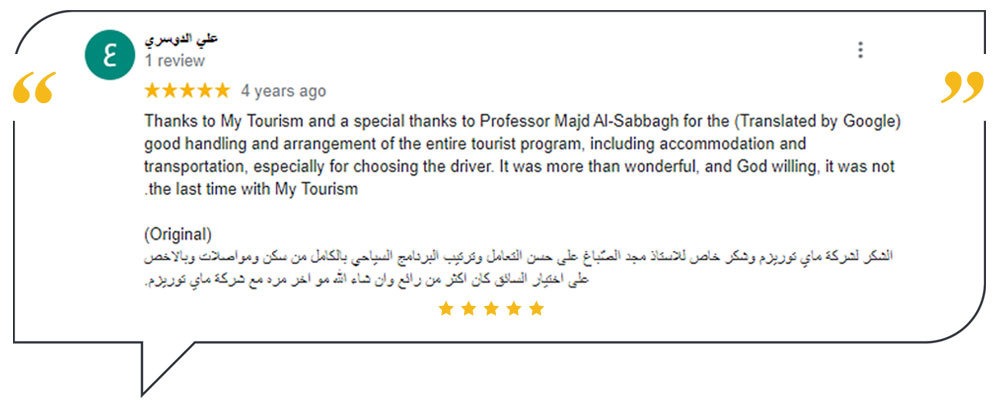 علي الدوسري
ع
1 review
4 years ago
Thanks to My Tourism and a special thanks to Professor Majd Al-Sabbagh for the (Translated by Google)
good handling and arrangement of the entire tourist program, including accommodation and
transportation, especially for choosing the driver. It was more than wonderful, and God willing, it was not
.the last time with My Tourism
(Original)
الشكر لشركة ماي توريزم وشكر خاص للاستاذ مجد الصّباغ على حسن التعامل وترتيب البرنامج السياحي بالكامل من سكن ومواصلات وبالاخص
على اختيار السائق كان اكثر من رائع وان شاء الله مو اخر مره مع شركة ماي توريزم.